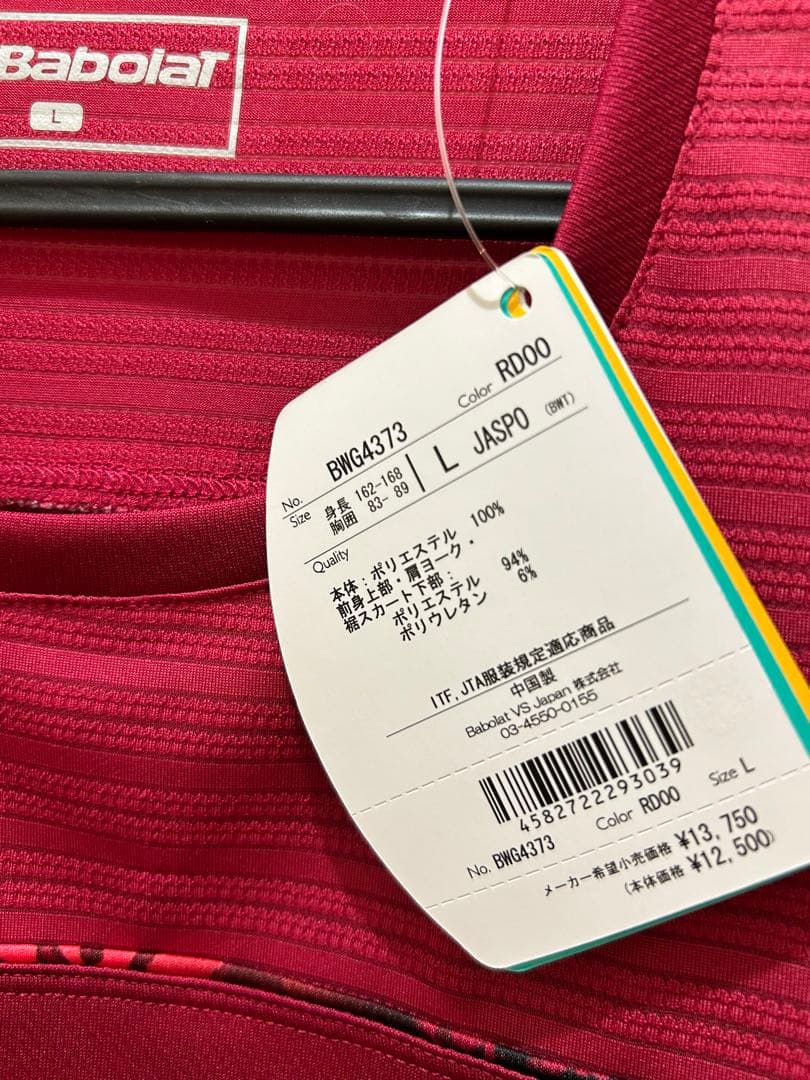 Babolat
L
No. BWG4373 Color RD00
Size 身長 162-168 L JASPO (BWT)
胸囲 83- 89
Quality
本体：ポリエステル 100%
前身上部・肩ヨーク・
裾スカート下部：
ポリエステル 94%
ポリウレタン 6%
ITF,JTA服装規定適応商品
中国製
Babolat VS Japan 株式会社
03-4550-0155
4582722293039
No. BWG4373 Color RD00 Size L
メーカー希望小売価格 ¥13,750
(本体価格 ¥12,500)